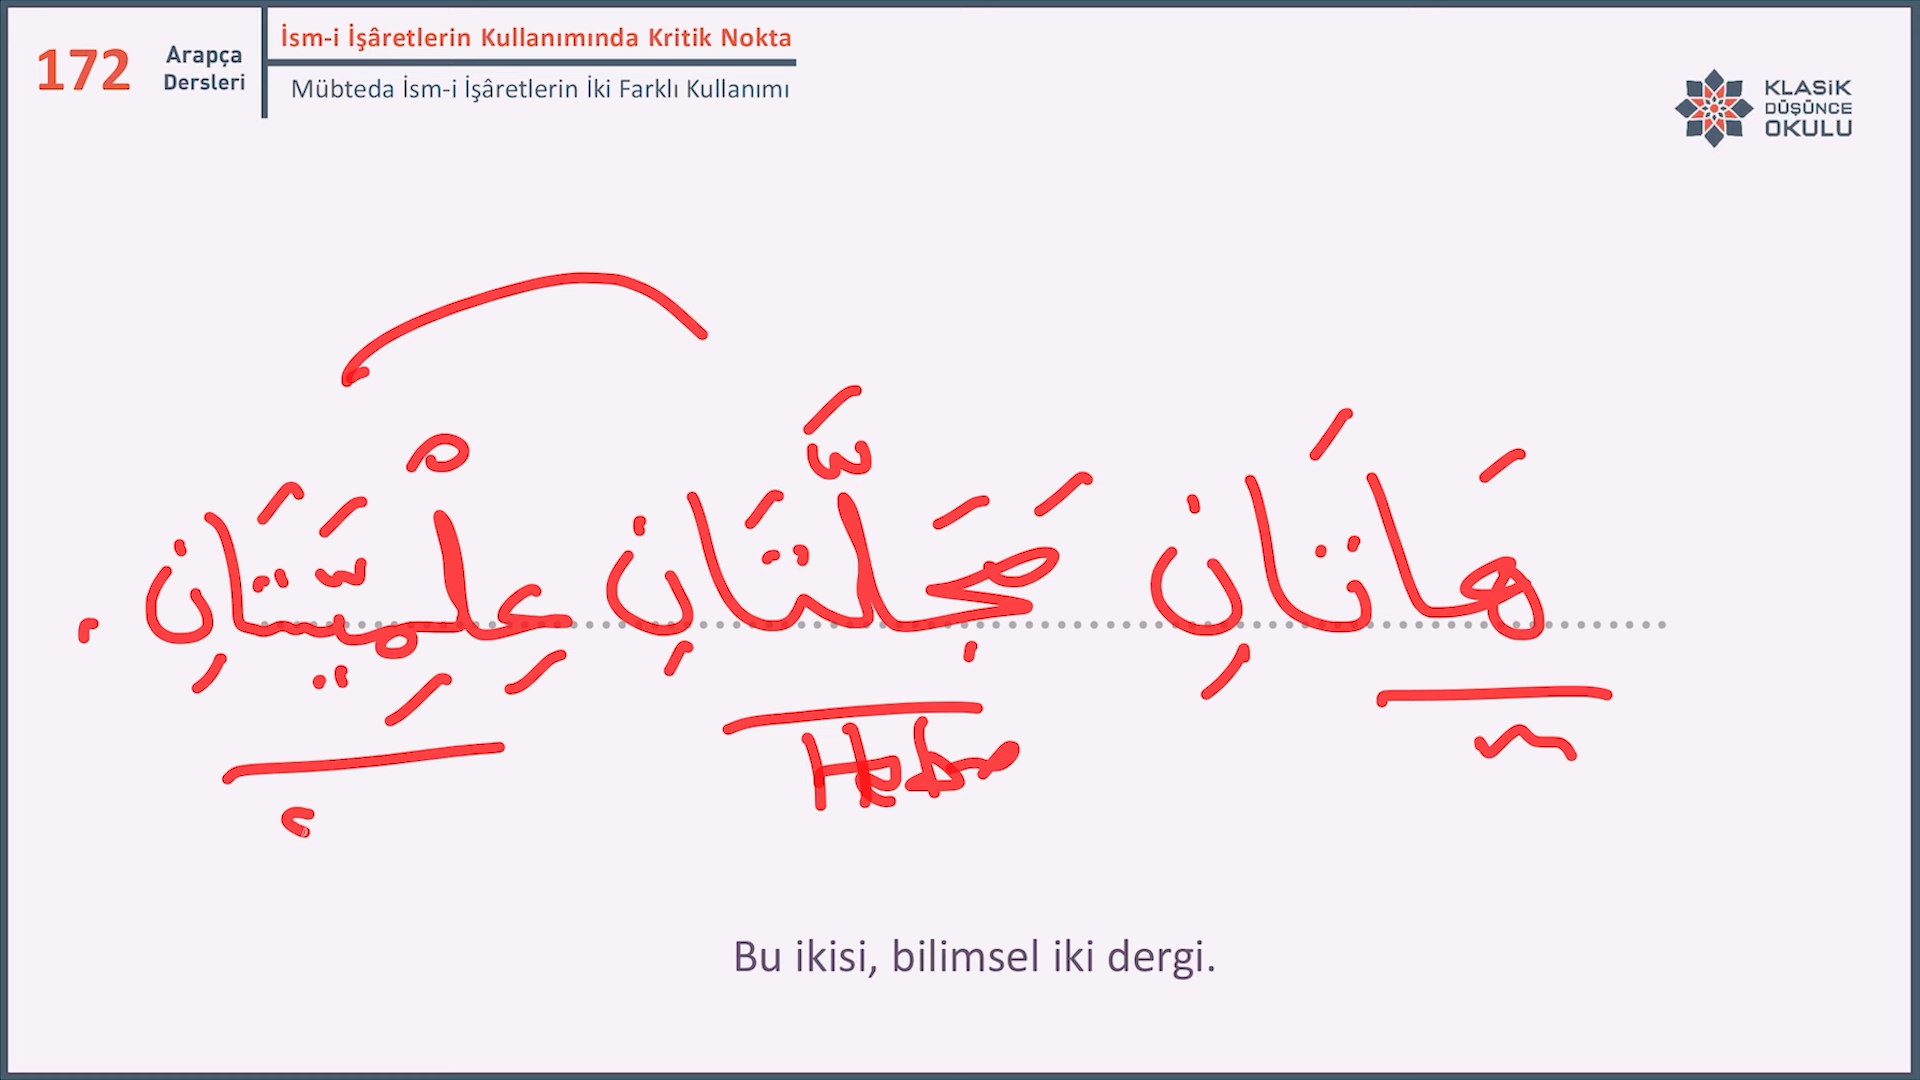 172
Arapça
Dersleri
İsm-i İşâretlerin Kullanımında Kritik Nokta
Mübteda İsm-i İşâretlerin İki Farklı Kullanımı
KLASİK
DÜŞÜNCE
OKULU
هَاتَانِ مَجَلَّتَانِ عِلْمِيَّتَانِ .
Bu ikisi, bilimsel iki dergi.